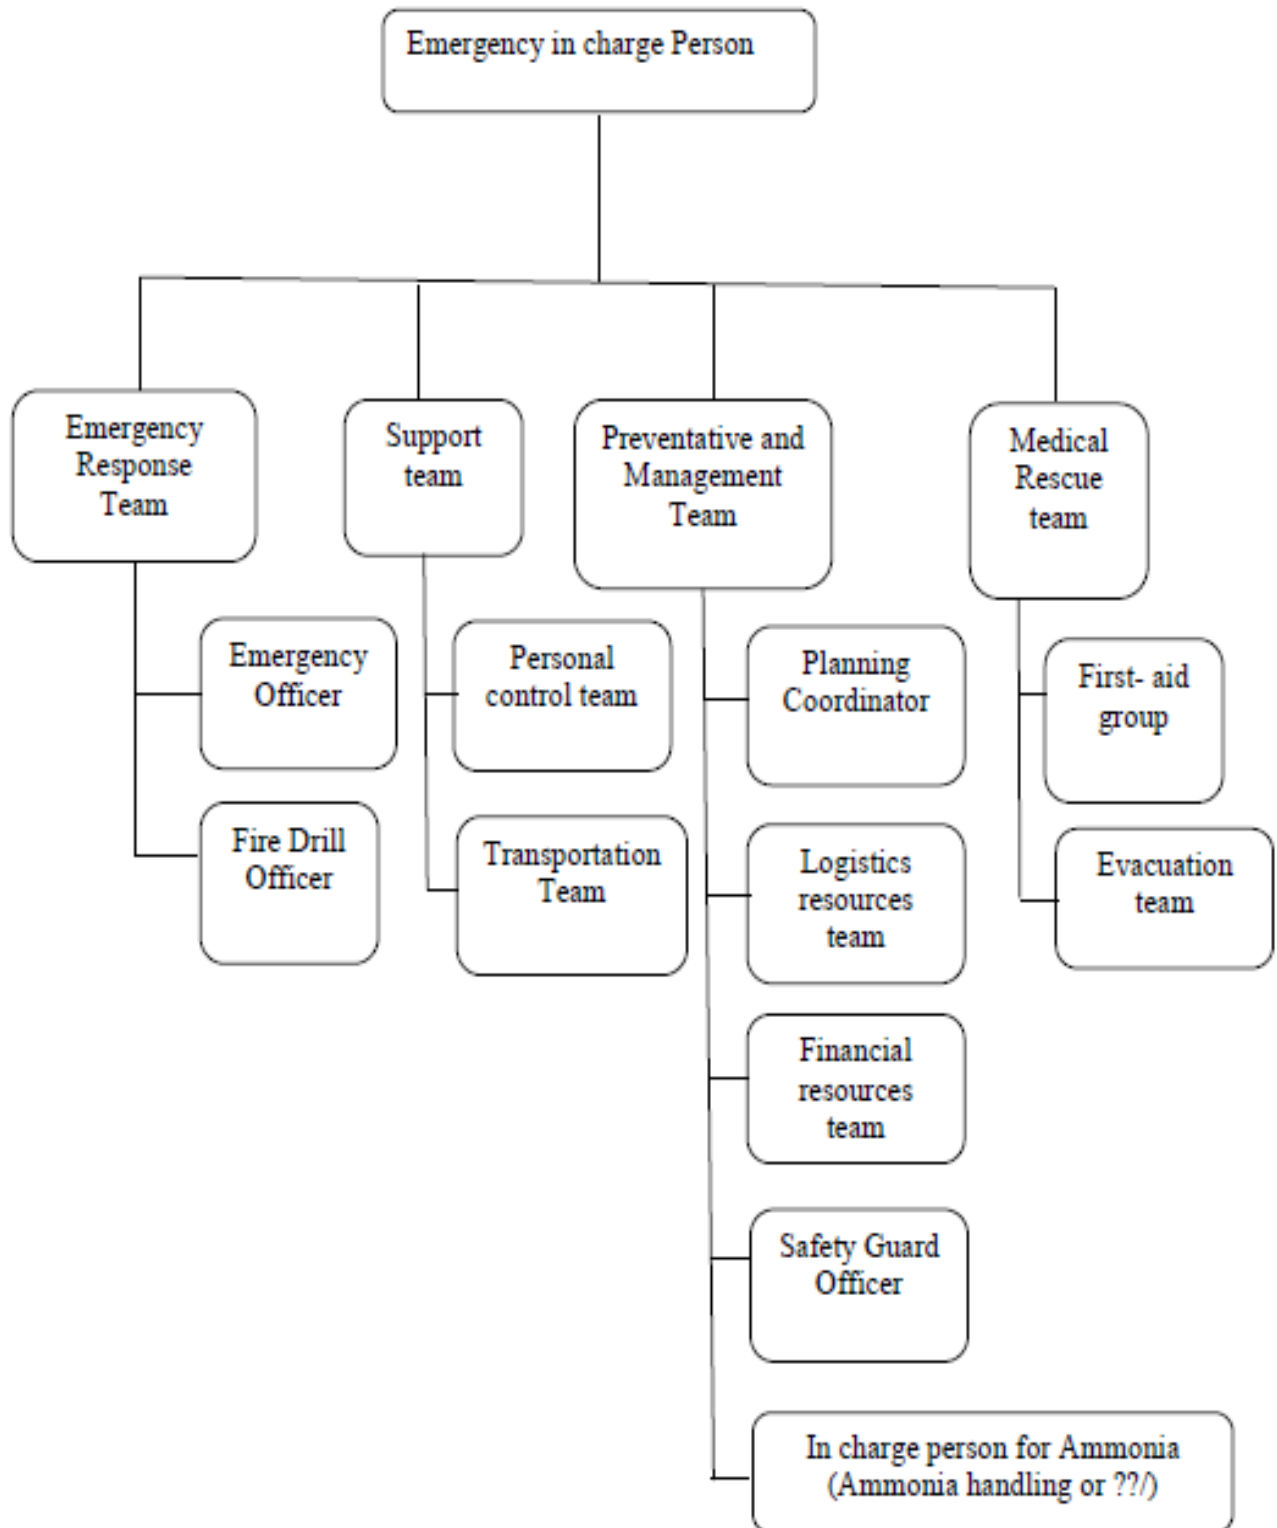 Emergency in charge Person
Emergency
Response
Team
Support
team
Preventative and
Management
Team
Medical
Rescue
team
Emergency
Officer
Personal
control team
Planning
Coordinator
First- aid
group
Fire Drill
Officer
Transportation
Team
Logistics
resources
team
Evacuation
team
Financial
resources
team
Safety Guard
Officer
In charge person for Ammonia
(Ammonia handling or ??/)